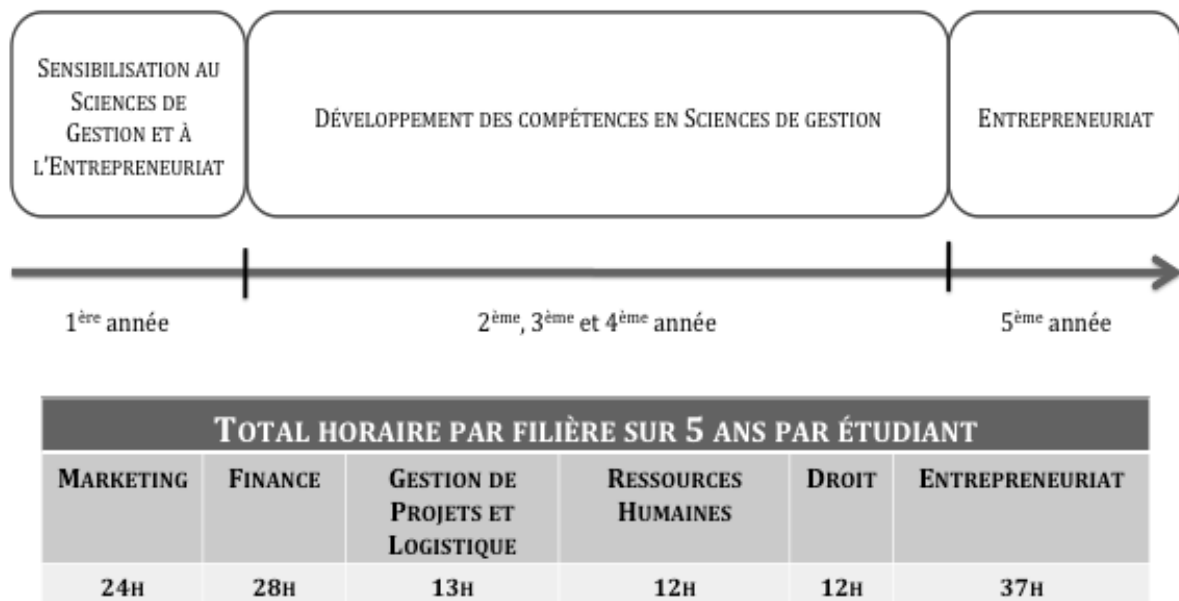 SENSIBILISATION AU
SCIENCES DE
GESTION ET À
L'ENTREPRENEURIAT
DÉVELOPPEMENT DES COMPÉTENCES EN SCIENCES DE GESTION
ENTREPRENEURIAT
1ère année
2ème, 3ème et 4ème année
5ème année
TOTAL HORAIRE PAR FILIÈRE SUR 5 ANS PAR ÉTUDIANT
MARKETING
FINANCE
GESTION DE
PROJETS ET
LOGISTIQUE
RESSOURCES
HUMAINES
DROIT
ENTREPRENEURIAT
24H
28H
13H
12H
12H
37H